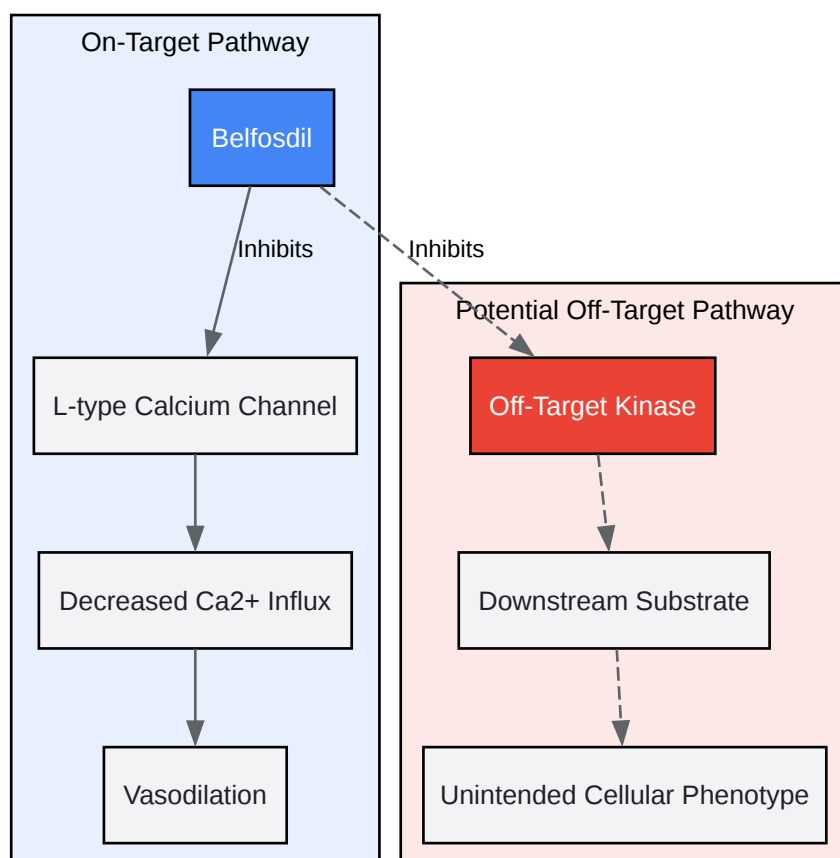 On-Target Pathway
Belfosdil
Inhibits
Inhibits
Potential Off-Target Pathway
L-type Calcium Channel
Off-Target Kinase
Decreased Ca2+ Influx
Downstream Substrate
Vasodilation
Unintended Cellular Phenotype